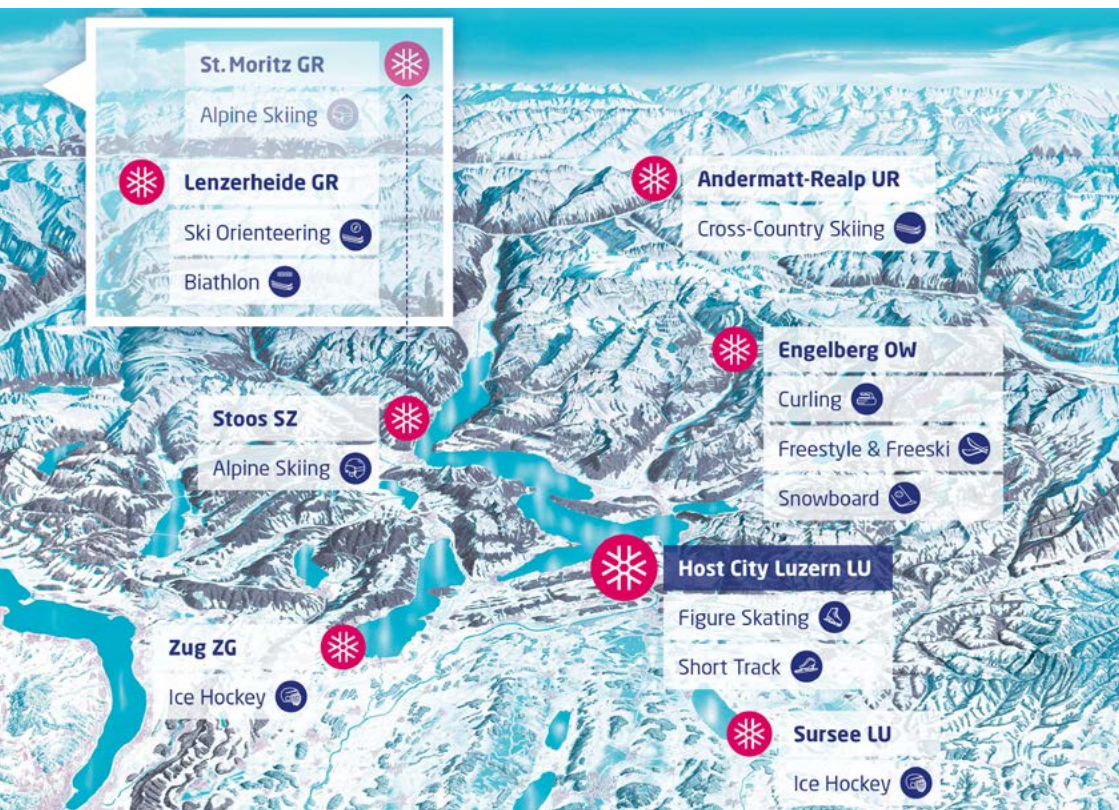 St. Moritz GR
Alpine Skiing
Lenzerheide GR
Ski Orienteering
Biathlon
Andermatt-Realp UR
Cross-Country Skiing
Engelberg OW
Curling
Freestyle & Freeski
Snowboard
Stoos SZ
Alpine Skiing
Host City Luzern LU
Figure Skating
Short Track
Zug ZG
Ice Hockey
Sursee LU
Ice Hockey